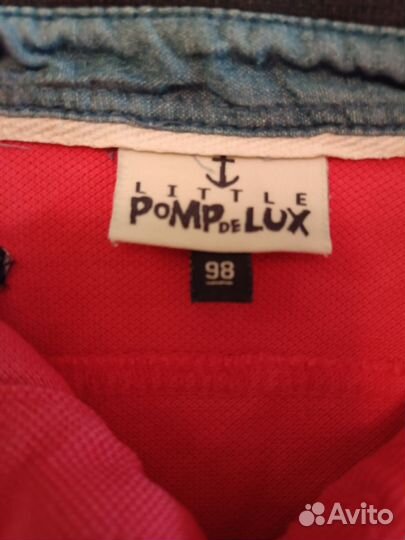 LITTLE
POMP DE LUX
98
Avito